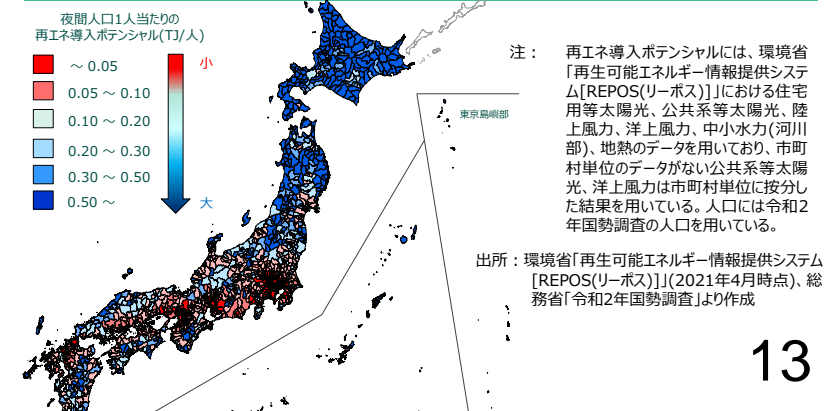 夜間人口1人当たりの
再エネ導入ポテンシャル(TJ/人)
～ 0.05
0.05 ～ 0.10
0.10 ～ 0.20
0.20 ～ 0.30
0.30 ～ 0.50
0.50 ～
小
大
東京島嶼部
注： 再エネ導入ポテンシャルには、環境省
「再生可能エネルギー情報提供システ
ム[REPOS(リーポス)]」における住宅
用等太陽光、公共系等太陽光、陸
上風力、洋上風力、中小水力(河川
部)、地熱のデータを用いており、市町
村単位のデータがない公共系等太陽
光、洋上風力は市町村単位に按分し
た結果を用いている。人口には令和2
年国勢調査の人口を用いている。
出所：環境省「再生可能エネルギー情報提供システム
[REPOS(リーポス)]」(2021年4月時点)、総
務省「令和2年国勢調査」より作成
13